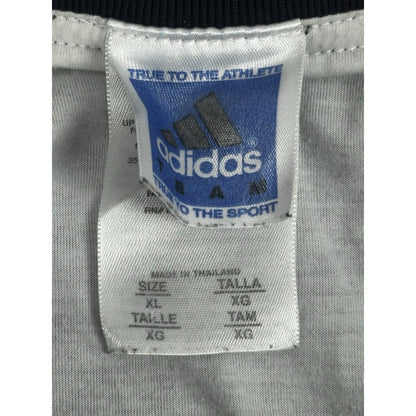 TRUE TO THE ATHLETE
adidas
TEAM
TO THE SPORT
MADE IN THAILAND
SIZE TALLA
XL XG
TAILLE TAM
XG XG